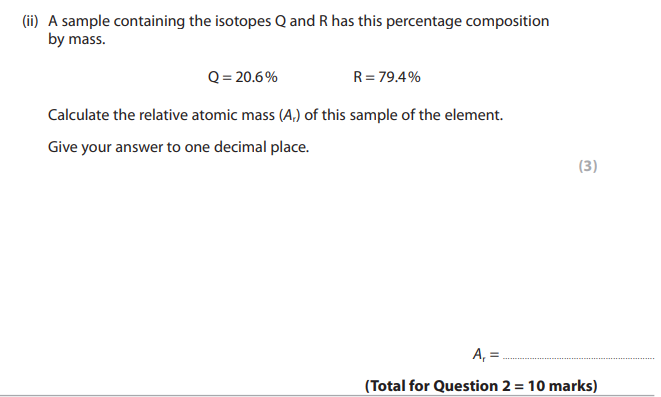 (ii) A sample containing the isotopes Q and R has this percentage composition
by mass.
Q = 20.6% R = 79.4%
Calculate the relative atomic mass (Aᵣ) of this sample of the element.
Give your answer to one decimal place.
(3)
Aᵣ = ............................................................
(Total for Question 2 = 10 marks)